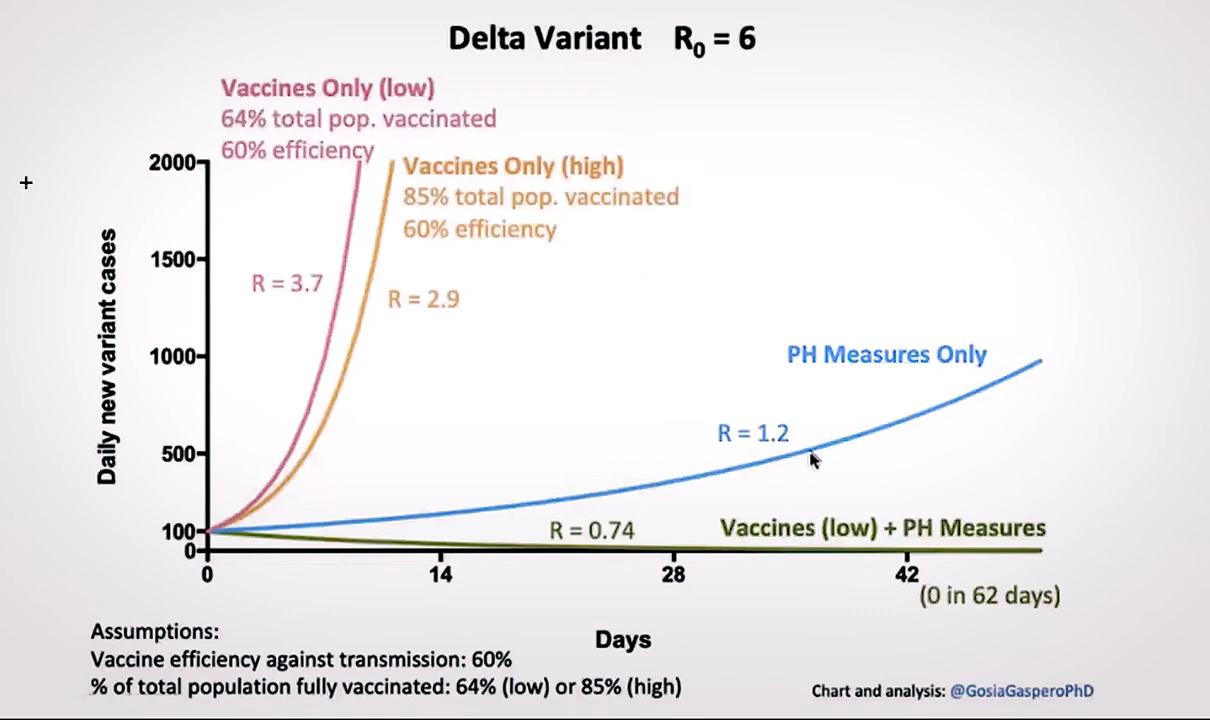 Delta Variant R₀ = 6
Vaccines Only (low)
64% total pop. vaccinated
60% efficiency
Vaccines Only (high)
85% total pop. vaccinated
60% efficiency
2000
1500
1000
500
100
0
Daily new variant cases
R = 3.7
R = 2.9
PH Measures Only
R = 1.2
R = 0.74
Vaccines (low) + PH Measures
0
14
28
42
(0 in 62 days)
Days
Assumptions:
Vaccine efficiency against transmission: 60%
% of total population fully vaccinated: 64% (low) or 85% (high)
Chart and analysis: @GosiaGasperoPhD